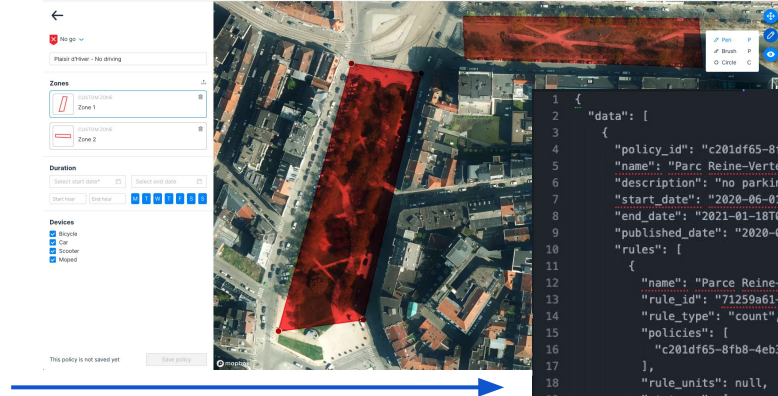 No go
Plaisir d'Hiver - No driving
Zones
CUSTOM ZONE
Zone 1
CUSTOM ZONE
Zone 2
Duration
Select start date*
Select end date
Start hour
End hour
M T W T F S S
Devices
Bicycle
Car
Scooter
Moped
This policy is not saved yet
Save policy
mapbox
Pen P
Brush P
Circle C
1 {
2 "data": [
3 {
4 "policy_id": "c201df65-8f
5 "name": "Parc Reine-Verte
6 "description": "no parkin
7 "start_date": "2020-06-01
8 "end_date": "2021-01-18T0
9 "published_date": "2020-0
10 "rules": [
11 {
12 "name": "Parce Reine-
13 "rule_id": "71259a61-
14 "rule_type": "count",
15 "policies": [
16 "c201df65-8fb8-4eb3
17 ],
18 "rule_units": null,